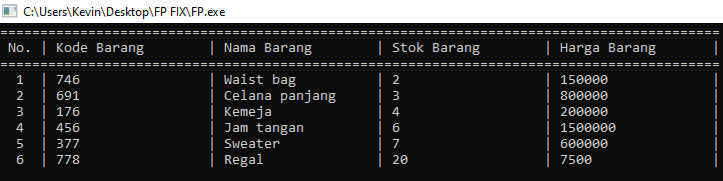 C:\Users\Kevin\Desktop\FP FIX\FP.exe
No. | Kode Barang | Nama Barang | Stok Barang | Harga Barang |
1 | 746 | Waist bag | 2 | 150000 |
2 | 691 | Celana panjang | 3 | 800000 |
3 | 176 | Kemeja | 4 | 200000 |
4 | 456 | Jam tangan | 6 | 1500000 |
5 | 377 | Sweater | 7 | 600000 |
6 | 778 | Regal | 20 | 7500 |